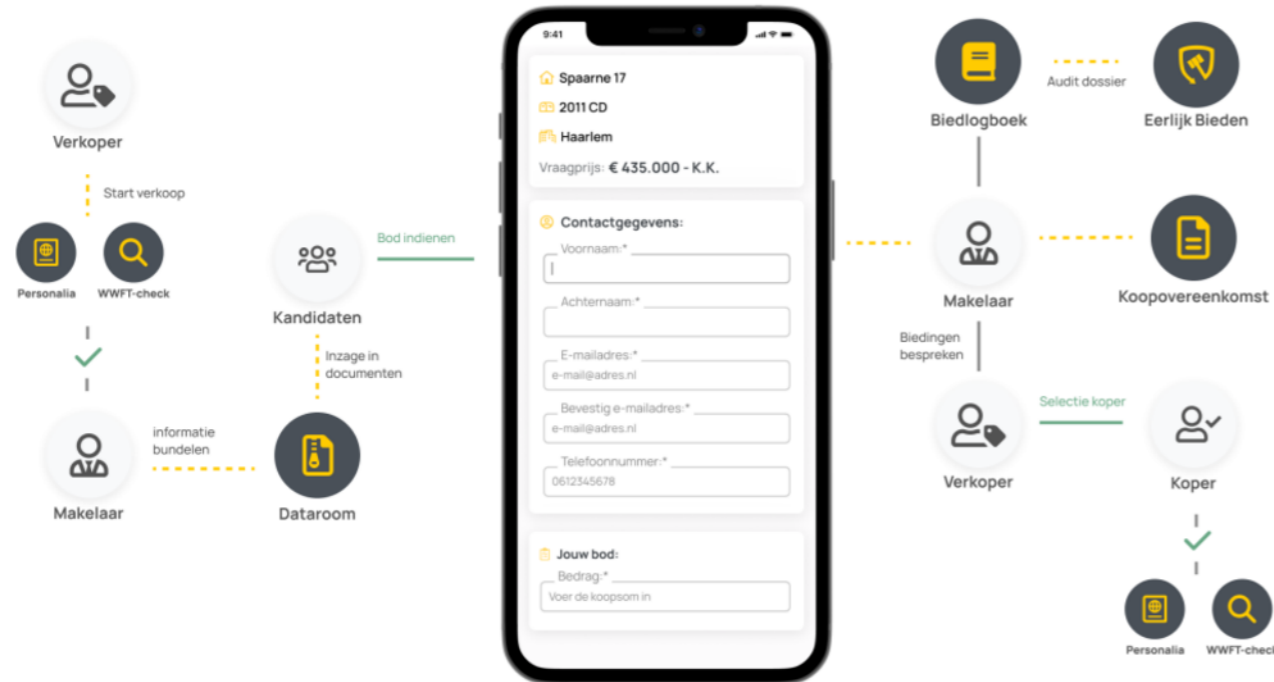 Verkoper
Start verkoop
Personalia
WWFT-check
Makelaar
informatie
bundelen
Dataroom
Inzage in
documenten
Kandidaten
Bod indienen
9:41
Spaarne 17
2011 CD
Haarlem
Vraagprijs: € 435.000 - K.K.
Contactgegevens:
Voornaam:*
Achternaam:*
E-mailadres:*
e-mail@adres.nl
Bevestig e-mailadres:*
e-mail@adres.nl
Telefoonnummer:*
0612345678
Jouw bod:
Bedrag:*
Voer de koopsom in
Biedlogboek
Audit dossier
Eerlijk Bieden
Makelaar
Koopovereenkomst
Biedingen
bespreken
Verkoper
Selectie koper
Koper
Personalia
WWFT-check